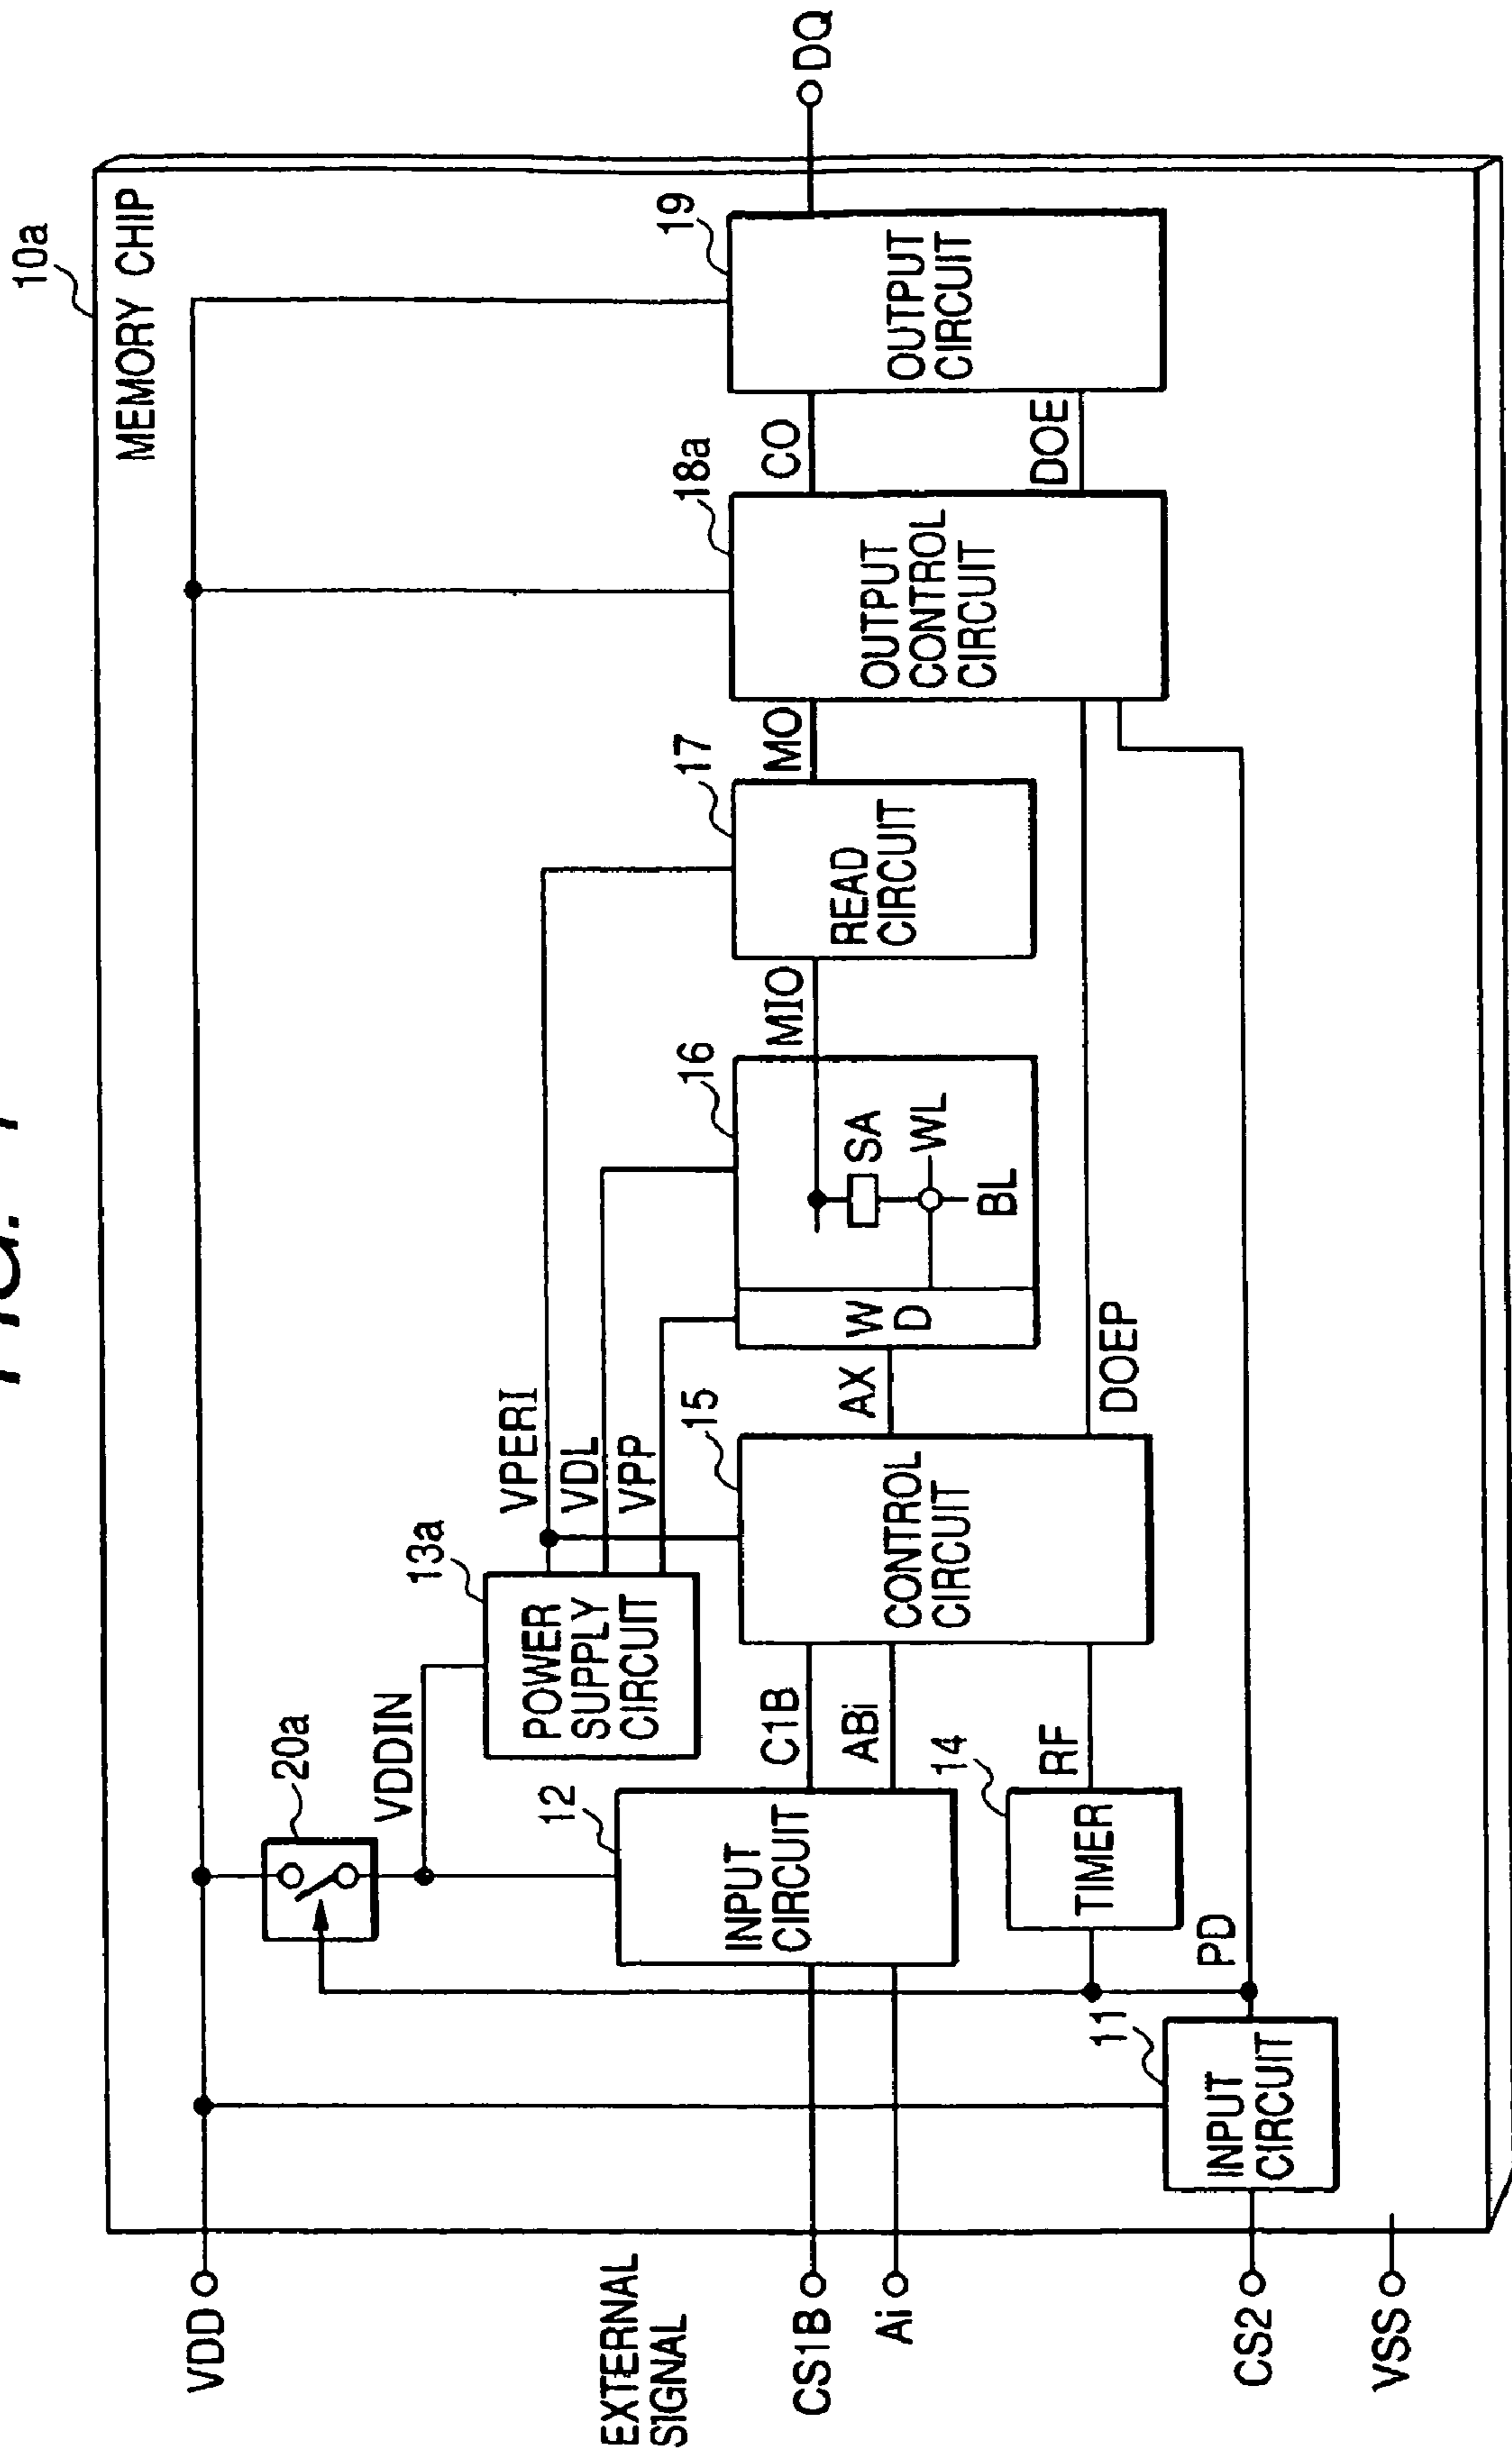 FIG. 1
10a
MEMORY CHIP
VDD
20a
VDDIN
13a
POWER
SUPPLY
CIRCUIT
VPERI
VDL
VPP
EXTERNAL
SIGNAL
CS1B
Ai
12
INPUT
CIRCUIT
C1B
ABi
15
CONTROL
CIRCUIT
AX
W
D
16
SA
WL
BL
MIO
17
READ
CIRCUIT
MO
18a
OUTPUT
CONTROL
CIRCUIT
CO
DOE
19
OUTPUT
CIRCUIT
DQ
14
TIMER
RF
DOEP
CS2
11
INPUT
CIRCUIT
PD
VSS